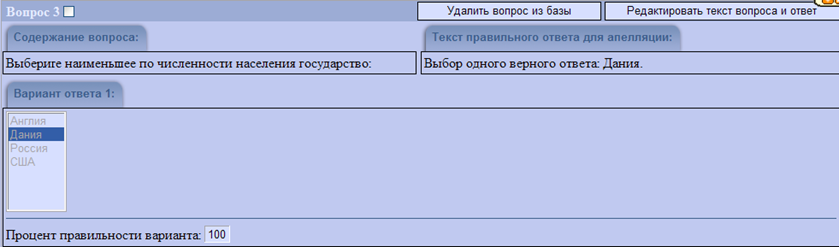 Вопрос 3
Удалить вопрос из базы
Редактировать текст вопроса и ответ
Содержание вопроса:
Текст правильного ответа для апелляции:
Выберите наименьшее по численности населения государство:
Выбор одного верного ответа: Дания.
Вариант ответа 1:
Англия
Дания
Россия
США
Процент правильности варианта: 100